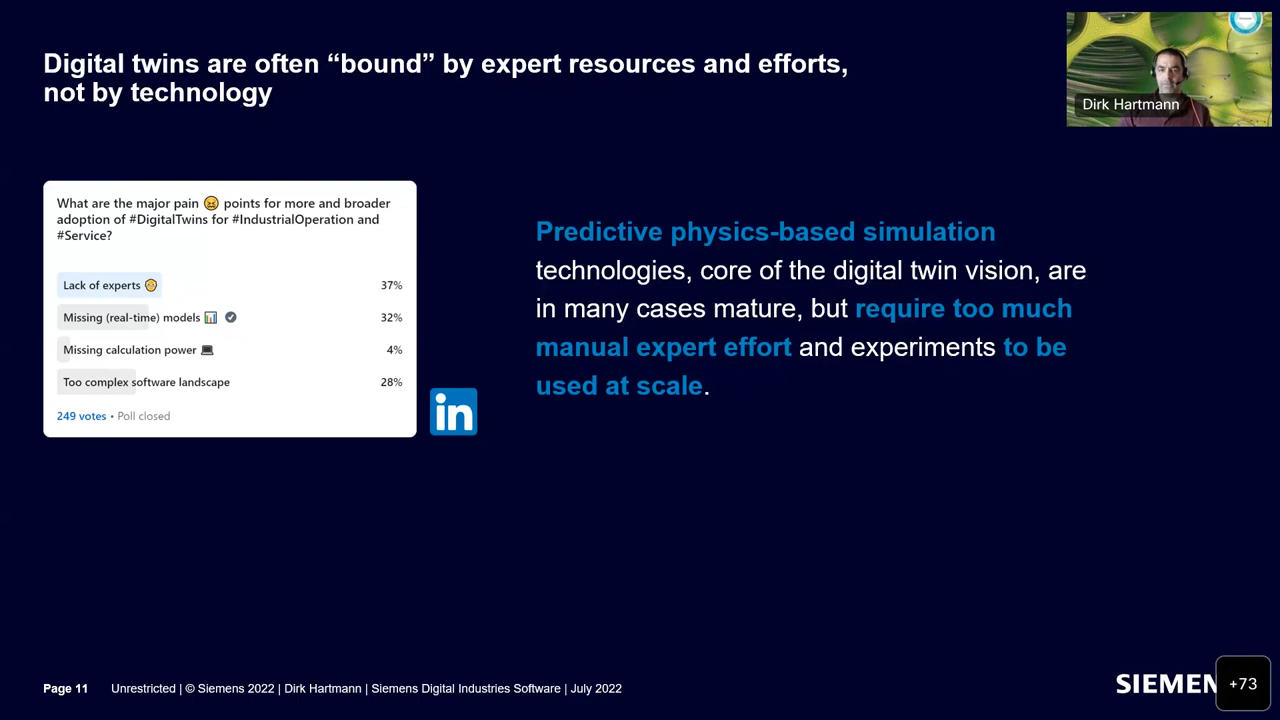 Digital twins are often “bound” by expert resources and efforts,
not by technology
Dirk Hartmann
What are the major pain 😖 points for more and broader
adoption of #DigitalTwins for #IndustrialOperation and
#Service?
Lack of experts 37%
Missing (real-time) models 📊 32%
Missing calculation power 💻 4%
Too complex software landscape 28%
249 votes • Poll closed
in
Predictive physics-based simulation
technologies, core of the digital twin vision, are
in many cases mature, but require too much
manual expert effort and experiments to be
used at scale.
Page 11 Unrestricted | © Siemens 2022 | Dirk Hartmann | Siemens Digital Industries Software | July 2022
SIEMEN
+73